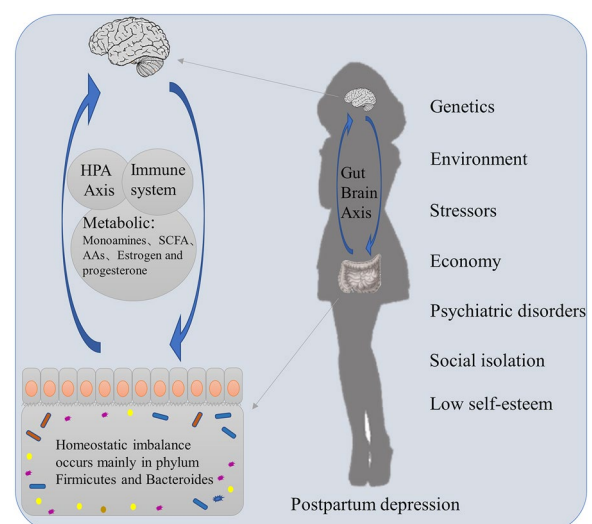 HPA
Axis
Immune
system
Metabolic:
Monoamines、SCFA、
AAs、Estrogen and
progesterone
Homeostatic imbalance
occurs mainly in phylum
Firmicutes and Bacteroides
Gut
Brain
Axis
Genetics
Environment
Stressors
Economy
Psychiatric disorders
Social isolation
Low self-esteem
Postpartum depression